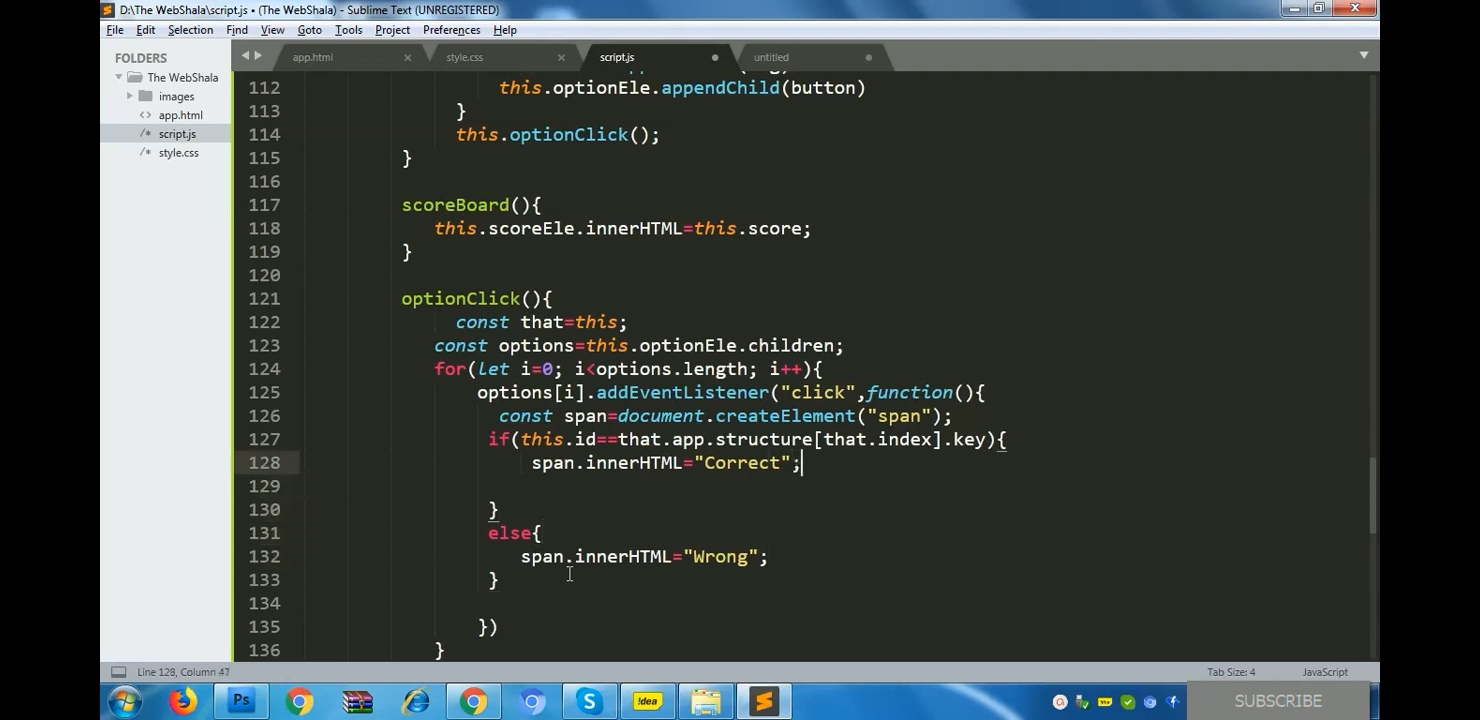 D:\The WebShala\script.js • (The WebShala) - Sublime Text (UNREGISTERED)
File Edit Selection Find View Goto Tools Project Preferences Help
FOLDERS
The WebShala
images
app.html
script.js
style.css
app.html style.css script.js untitled
112 this.optionEle.appendChild(button)
113 }
114 this.optionClick();
115 }
116
117 scoreBoard(){
118 this.scoreEle.innerHTML=this.score;
119 }
120
121 optionClick(){
122 const that=this;
123 const options=this.optionEle.children;
124 for(let i=0; i<options.length; i++){
125 options[i].addEventListener("click",function(){
126 const span=document.createElement("span");
127 if(this.id==that.app.structure[that.index].key){
128 span.innerHTML="Correct";
129
130 }
131 else{
132 span.innerHTML="Wrong";
133 }
134
135 })
136 }
Line 128, Column 47 Tab Size: 4 JavaScript
Ps !dea
SUBSCRIBE